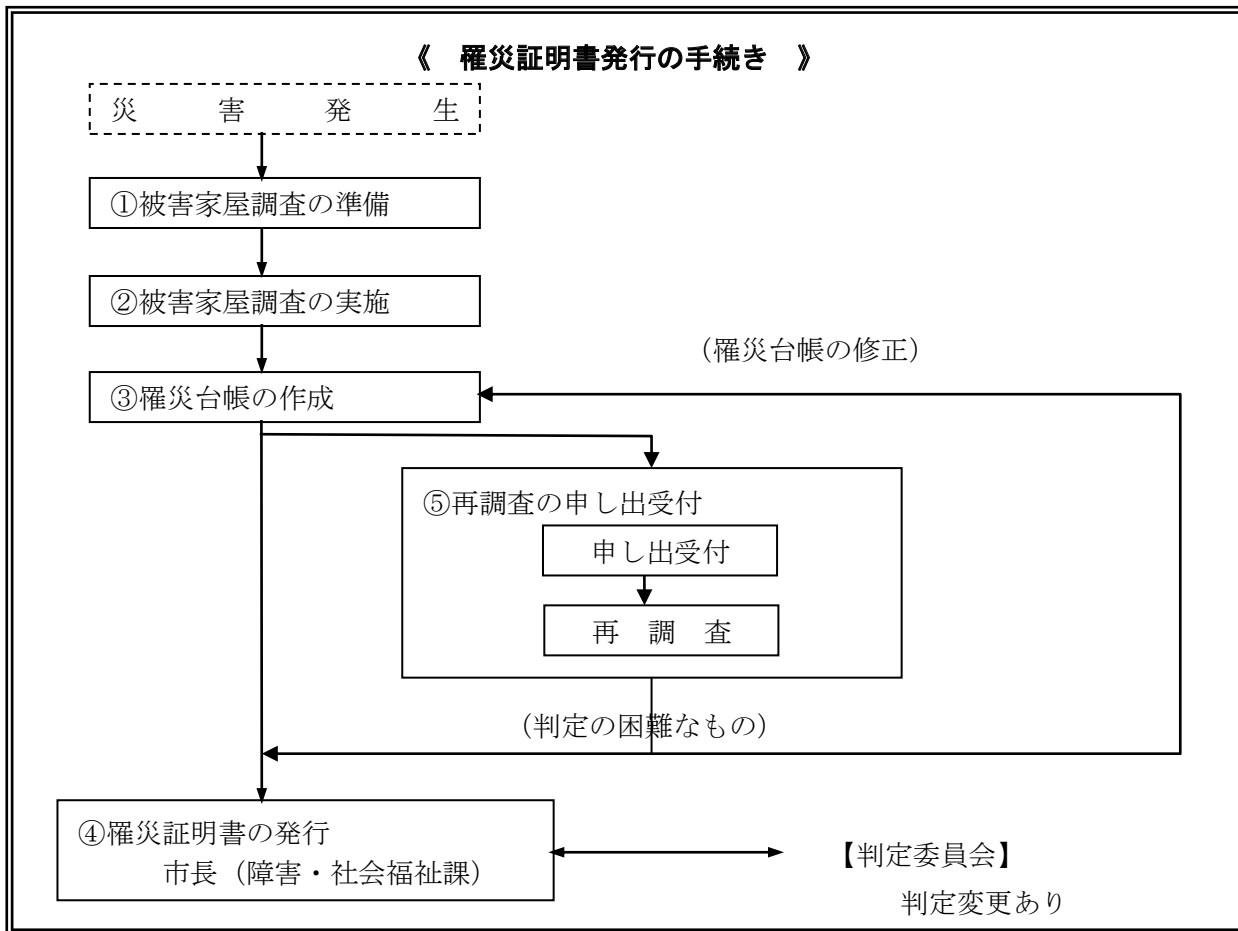 《　罹災証明書発行の手続き　》
災　害　発　生
①被害家屋調査の準備
②被害家屋調査の実施
（罹災台帳の修正）
③罹災台帳の作成
⑤再調査の申し出受付
申し出受付
再　調　査
（判定の困難なもの）
④罹災証明書の発行
市長（障害・社会福祉課）
【判定委員会】
判定変更あり